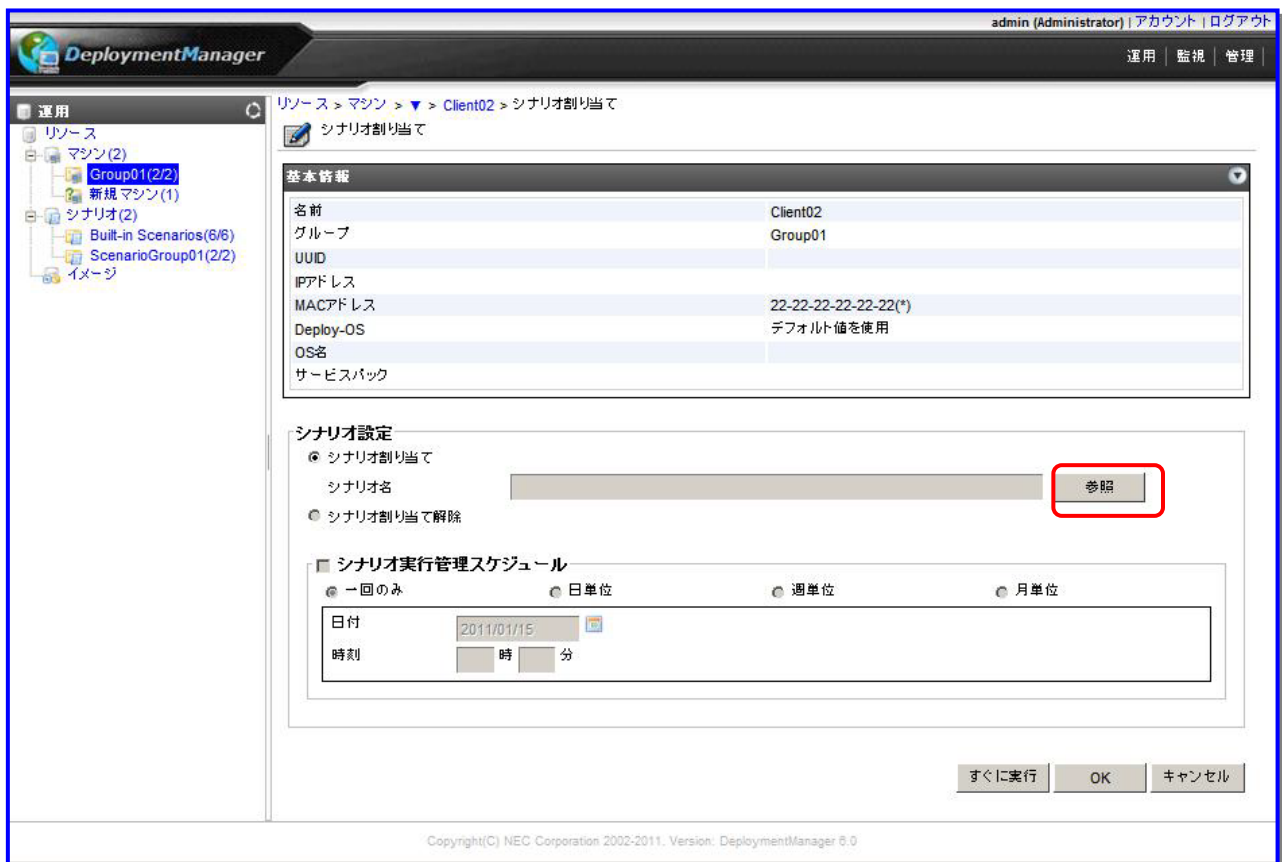 admin (Administrator) | アカウント | ログアウト
DeploymentManager
運用 | 監視 | 管理
運用
リソース
マシン(2)
Group01(2/2)
新規マシン(1)
シナリオ(2)
Built-in Scenarios(6/6)
ScenarioGroup01(2/2)
イメージ
リソース > マシン > ▼ > Client02 > シナリオ割り当て
シナリオ割り当て
基本情報
名前 Client02
グループ Group01
UUID
IPアドレス
MACアドレス 22-22-22-22-22-22(*)
Deploy-OS デフォルト値を使用
OS名
サービスパック
シナリオ設定
シナリオ割り当て
シナリオ名 参照
シナリオ割り当て解除
シナリオ実行管理スケジュール
一回のみ 日単位 週単位 月単位
日付 2011/01/15
時刻 時 分
すぐに実行 OK キャンセル
Copyright(C) NEC Corporation 2002-2011. Version: DeploymentManager 6.0